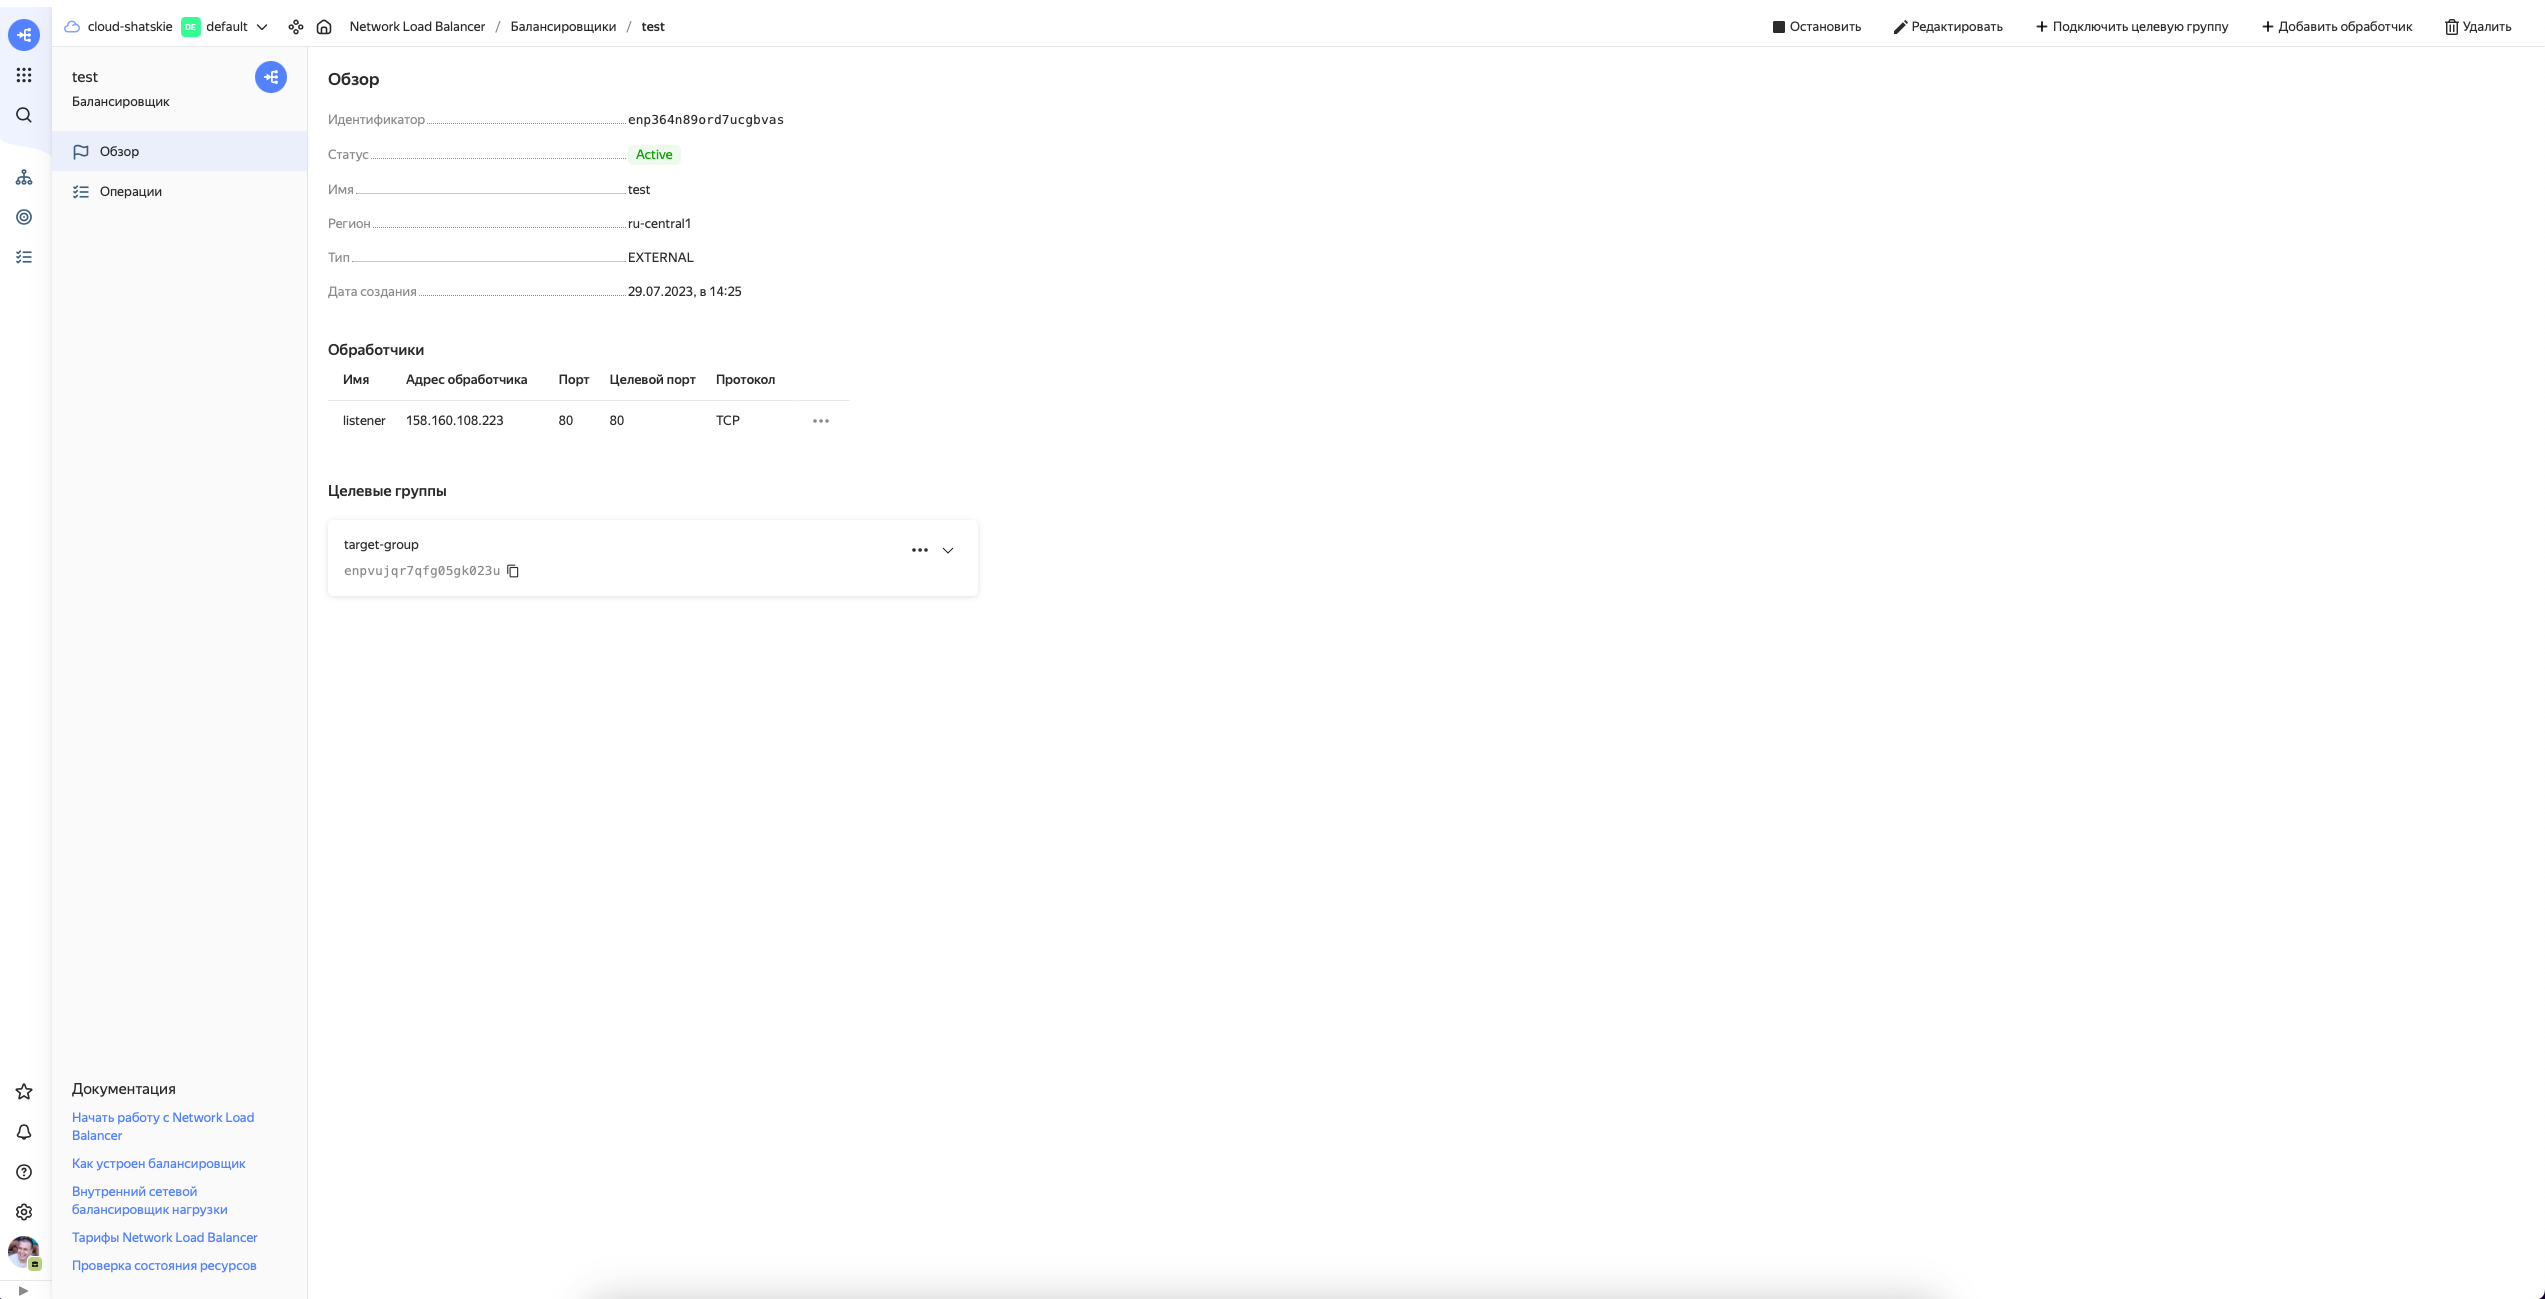 cloud-shatskie DE default Network Load Balancer / Балансировщики / test Остановить Редактировать Подключить целевую группу Добавить обработчик Удалить
test
Балансировщик
Обзор
Операции
Обзор
Идентификатор enp364n89ord7ucgbvas
Статус Active
Имя test
Регион ru-central1
Тип EXTERNAL
Дата создания 29.07.2023, в 14:25
Обработчики
Имя Адрес обработчика Порт Целевой порт Протокол
listener 158.160.108.223 80 80 TCP
Целевые группы
target-group
enpvujqr7qfg05gk023u
Документация
Начать работу с Network Load
Balancer
Как устроен балансировщик
Внутренний сетевой
балансировщик нагрузки
Тарифы Network Load Balancer
Проверка состояния ресурсов